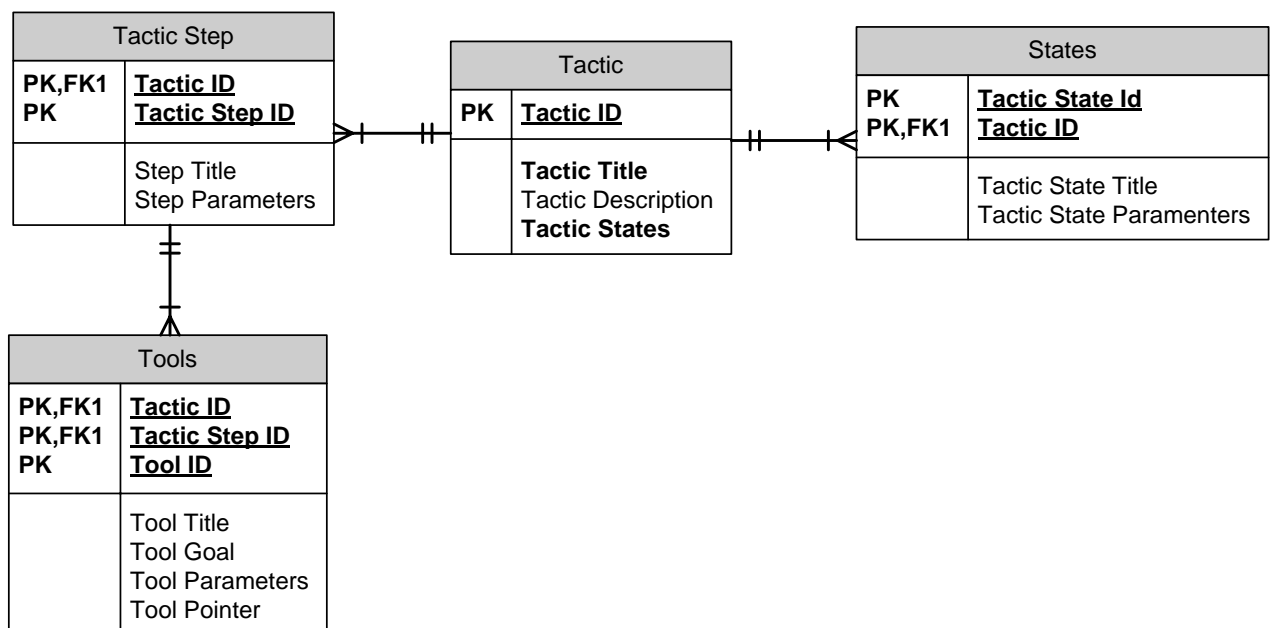 Tactic Step
PK,FK1 Tactic ID
PK Tactic Step ID
Step Title
Step Parameters
Tactic
PK Tactic ID
Tactic Title
Tactic Description
Tactic States
States
PK Tactic State Id
PK,FK1 Tactic ID
Tactic State Title
Tactic State Paramenters
Tools
PK,FK1 Tactic ID
PK,FK1 Tactic Step ID
PK Tool ID
Tool Title
Tool Goal
Tool Parameters
Tool Pointer